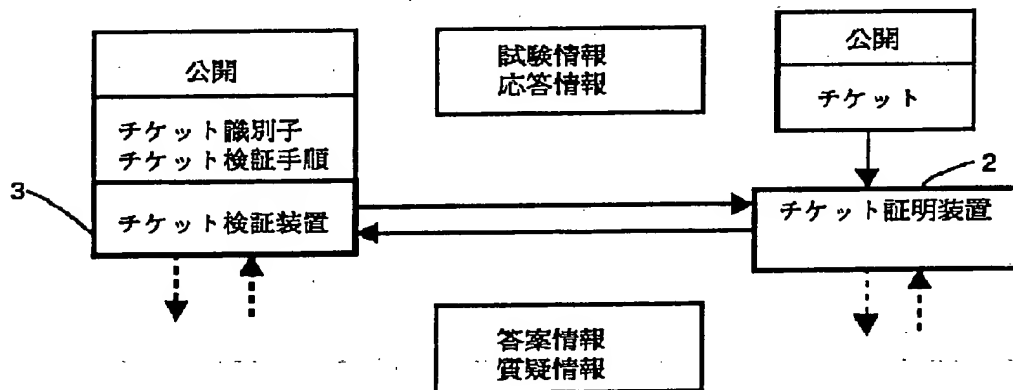 公開
チケット識別子
チケット検証手順
チケット検証装置
3
試験情報
応答情報
公開
チケット
2
チケット証明装置
答案情報
質疑情報